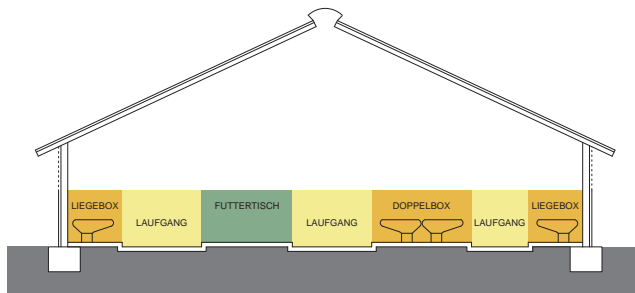 LIEGEBOX
LAUFGANG
FUTTERTISCH
LAUFGANG
DOPPELBOX
LAUFGANG
LIEGEBOX